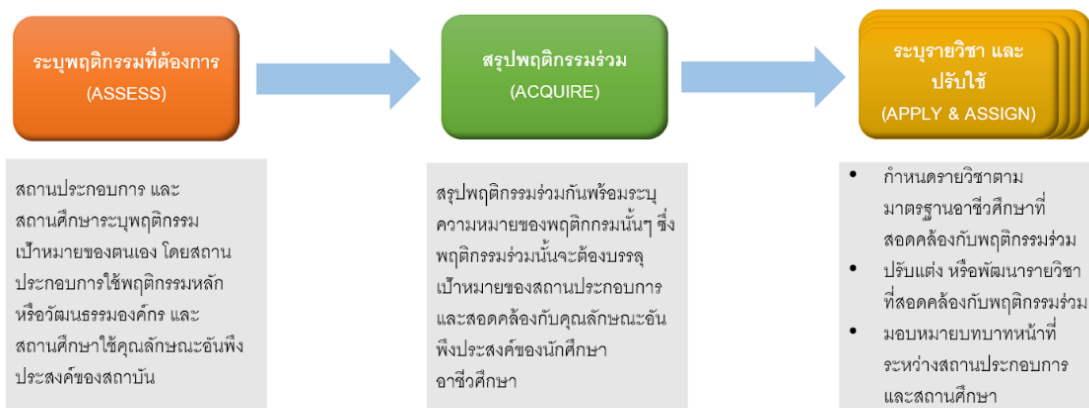 ระบุพฤติกรรมที่ต้องการ
(ASSESS)
สรุปพฤติกรรมร่วม
(ACQUIRE)
ระบุรายวิชา และ
ปรับใช้
(APPLY & ASSIGN)
สถานประกอบการ และ
สถานศึกษาระบุพฤติกรรม
เป้าหมายของตนเอง โดยสถาน
ประกอบการใช้พฤติกรรมหลัก
หรือวัฒนธรรมองค์กร และ
สถานศึกษาใช้คุณลักษณะอันพึง
ประสงค์ของสถาบัน
สรุปพฤติกรรมร่วมกันพร้อมระบุ
ความหมายของพฤติกกรมนั้นๆ ซึ่ง
พฤติกรรมร่วมนั้นจะต้องบรรลุ
เป้าหมายของสถานประกอบการ
และสอดคล้องกับคุณลักษณะอัน
พึงประสงค์ของนักศึกษา
อาชีวศึกษา
• กำหนดรายวิชาตาม
มาตรฐานอาชีวศึกษาที่
สอดคล้องกับพฤติกรรมร่วม
• ปรับแต่ง หรือพัฒนารายวิชา
ที่สอดคล้องกับพฤติกรรมร่วม
• มอบหมายบทบาทหน้าที่
ระหว่างสถานประกอบการ
และสถานศึกษา